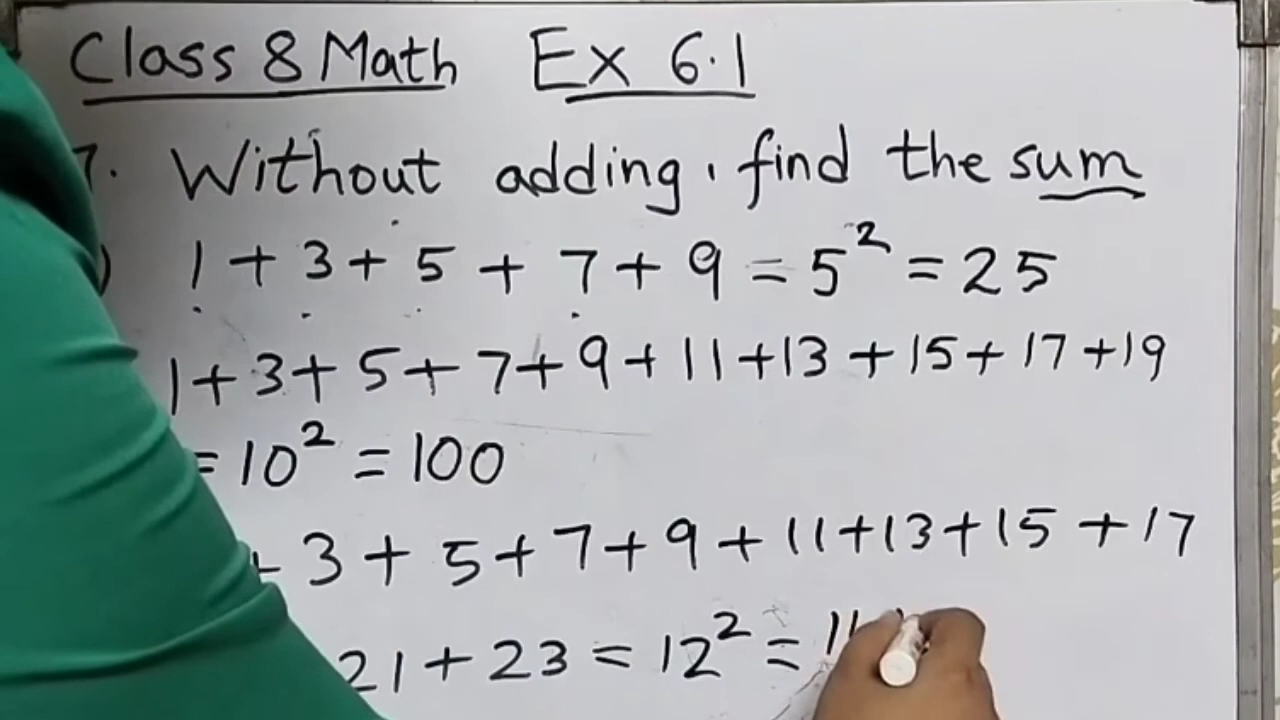 Class 8 Math Ex 6.1
7. Without adding, find the sum
) 1 + 3 + 5 + 7 + 9 = 5² = 25
1 + 3 + 5 + 7 + 9 + 11 + 13 + 15 + 17 + 19
= 10² = 100
+ 3 + 5 + 7 + 9 + 11 + 13 + 15 + 17
21 + 23 = 12² =